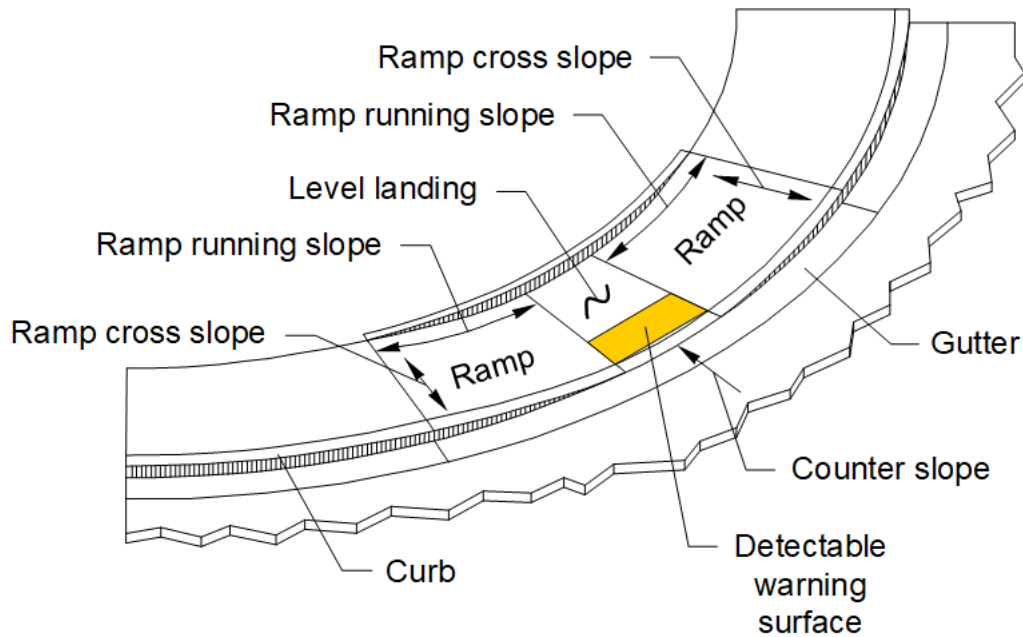 Ramp cross slope
Ramp running slope
Level landing
Ramp running slope
Ramp cross slope
Ramp
Ramp
Gutter
Counter slope
Detectable
warning
surface
Curb